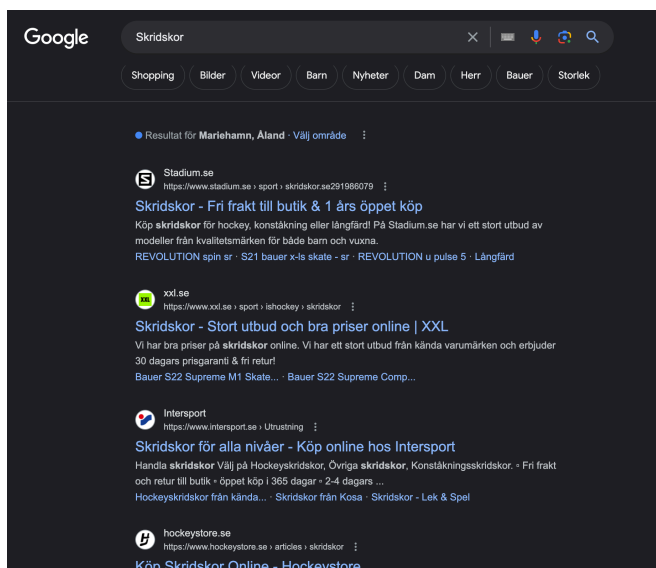 Google
Skridskor
Shopping Bilder Videor Barn Nyheter Dam Herr Bauer Storlek
Resultat för Mariehamn, Åland · Välj område
Stadium.se
https://www.stadium.se › sport › skridskor.se291986079
Skridskor - Fri frakt till butik & 1 års öppet köp
Köp skridskor för hockey, konståkning eller långfärd! På Stadium.se har vi ett stort utbud av
modeller från kvalitetsmärken för både barn och vuxna.
REVOLUTION spin sr · S21 bauer x-ls skate - sr · REVOLUTION u pulse 5 · Långfärd
XXL
xxl.se
https://www.xxl.se › sport › ishockey › skridskor
Skridskor - Stort utbud och bra priser online | XXL
Vi har bra priser på skridskor online. Vi har ett stort utbud från kända varumärken och erbjuder
30 dagars prisgaranti & fri retur!
Bauer S22 Supreme M1 Skate... · Bauer S22 Supreme Comp...
Intersport
https://www.intersport.se › Utrustning
Skridskor för alla nivåer - Köp online hos Intersport
Handla skridskor Välj på Hockeyskridskor, Övriga skridskor, Konståkningsskridskor. ▫ Fri frakt
och retur till butik ▫ öppet köp i 365 dagar ▫ 2-4 dagars ...
Hockeyskridskor från kända... · Skridskor från Kosa · Skridskor - Lek & Spel
hockeystore.se
https://www.hockeystore.se › articles › skridskor
Köp Skridskor Online - Hockeystore